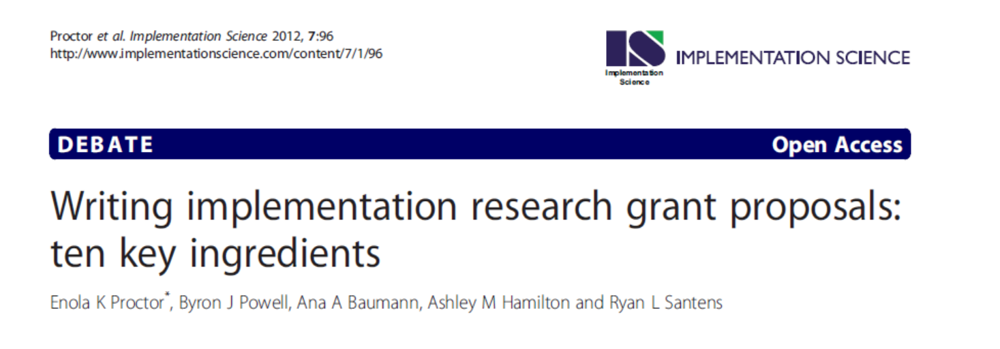 Proctor et al. Implementation Science 2012, 7:96
http://www.implementationscience.com/content/7/1/96
Implementation
Science
IMPLEMENTATION SCIENCE
DEBATE
Open Access
Writing implementation research grant proposals:
ten key ingredients
Enola K Proctor*, Byron J Powell, Ana A Baumann, Ashley M Hamilton and Ryan L Santens